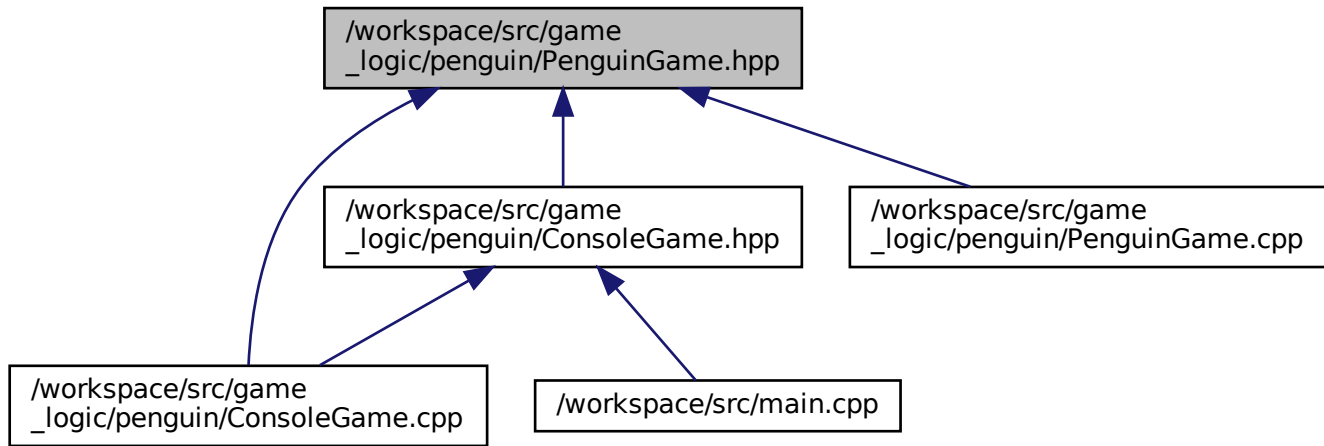 /workspace/src/game
_logic/penguin/PenguinGame.hpp
/workspace/src/game
_logic/penguin/ConsoleGame.hpp
/workspace/src/game
_logic/penguin/PenguinGame.cpp
/workspace/src/game
_logic/penguin/ConsoleGame.cpp
/workspace/src/main.cpp